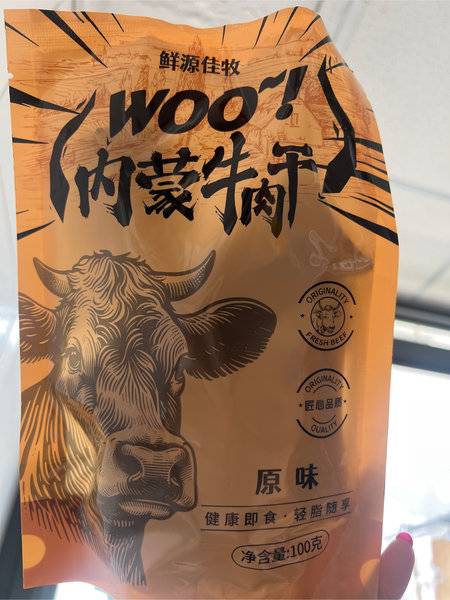 鲜源佳牧
WOO~!
内蒙牛肉干
ORIGINALITY
FRESH BEEF
ORIGINALITY
匠心品质
QUALITY
原味
健康即食·轻脂随享
净含量:100克